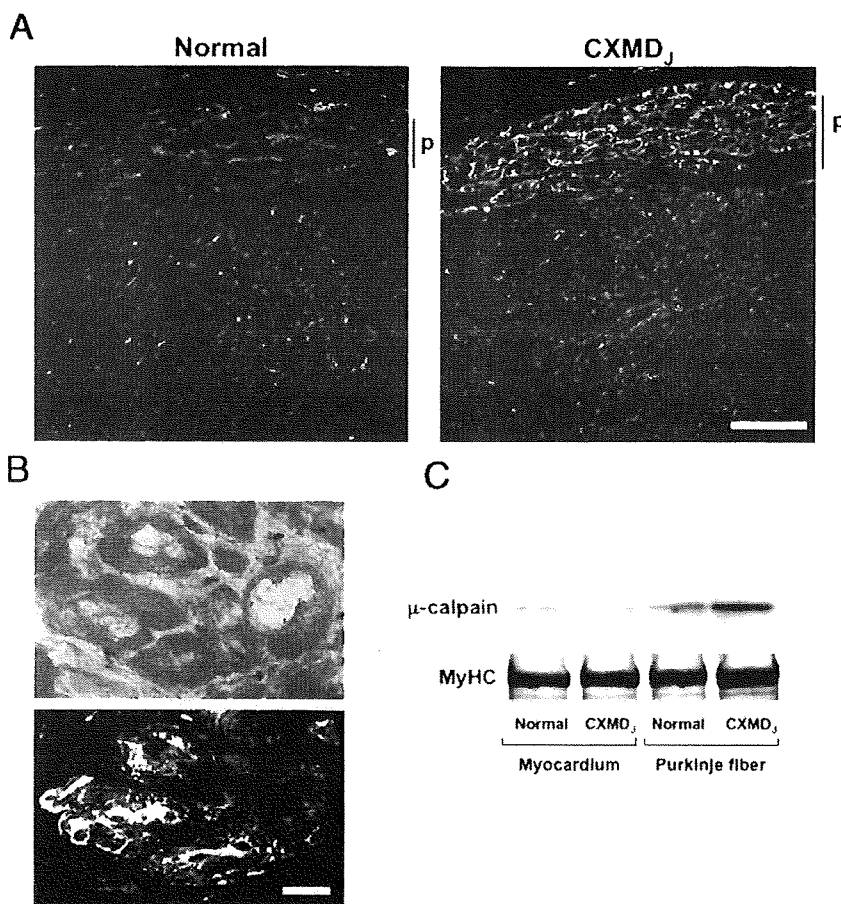 A
Normal
CXMDJ
p
p
B
C
μ-calpain
MyHC
Normal CXMDJ Normal CXMDJ
Myocardium Purkinje fiber